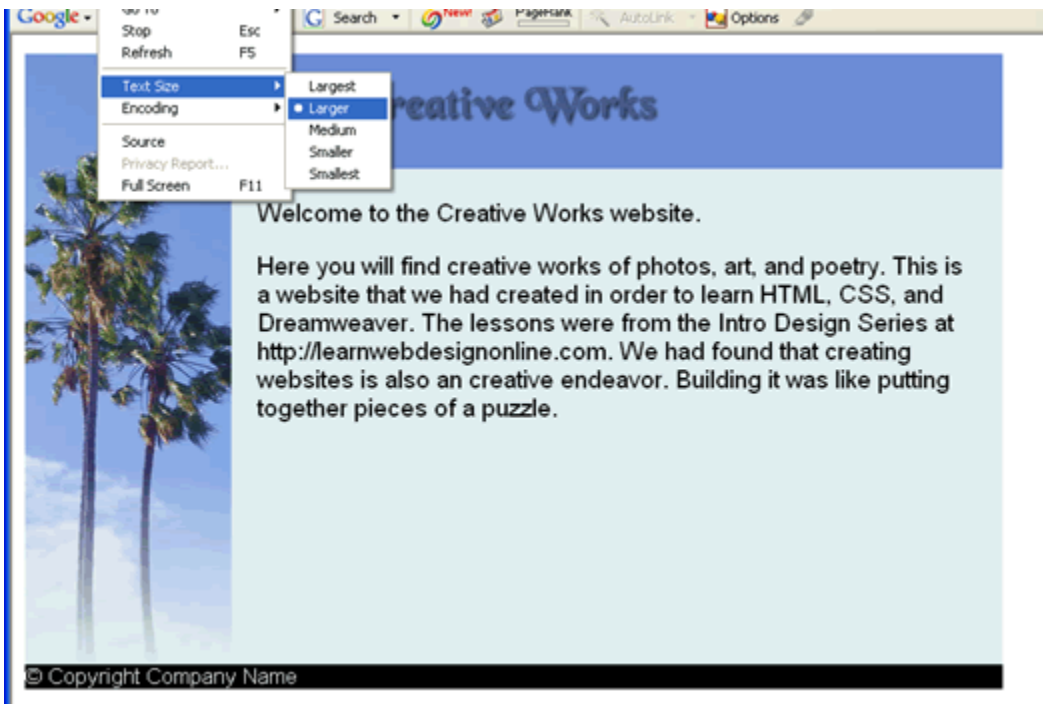 Google
Search
New!
PageRank
AutoLink
Options
Go To
Stop Esc
Refresh F5
Text Size
Encoding
Source
Privacy Report...
Full Screen F11
Largest
Larger
Medium
Smaller
Smallest
reative Works
Welcome to the Creative Works website.
Here you will find creative works of photos, art, and poetry. This is
a website that we had created in order to learn HTML, CSS, and
Dreamweaver. The lessons were from the Intro Design Series at
http://learnwebdesignonline.com. We had found that creating
websites is also an creative endeavor. Building it was like putting
together pieces of a puzzle.
© Copyright Company Name